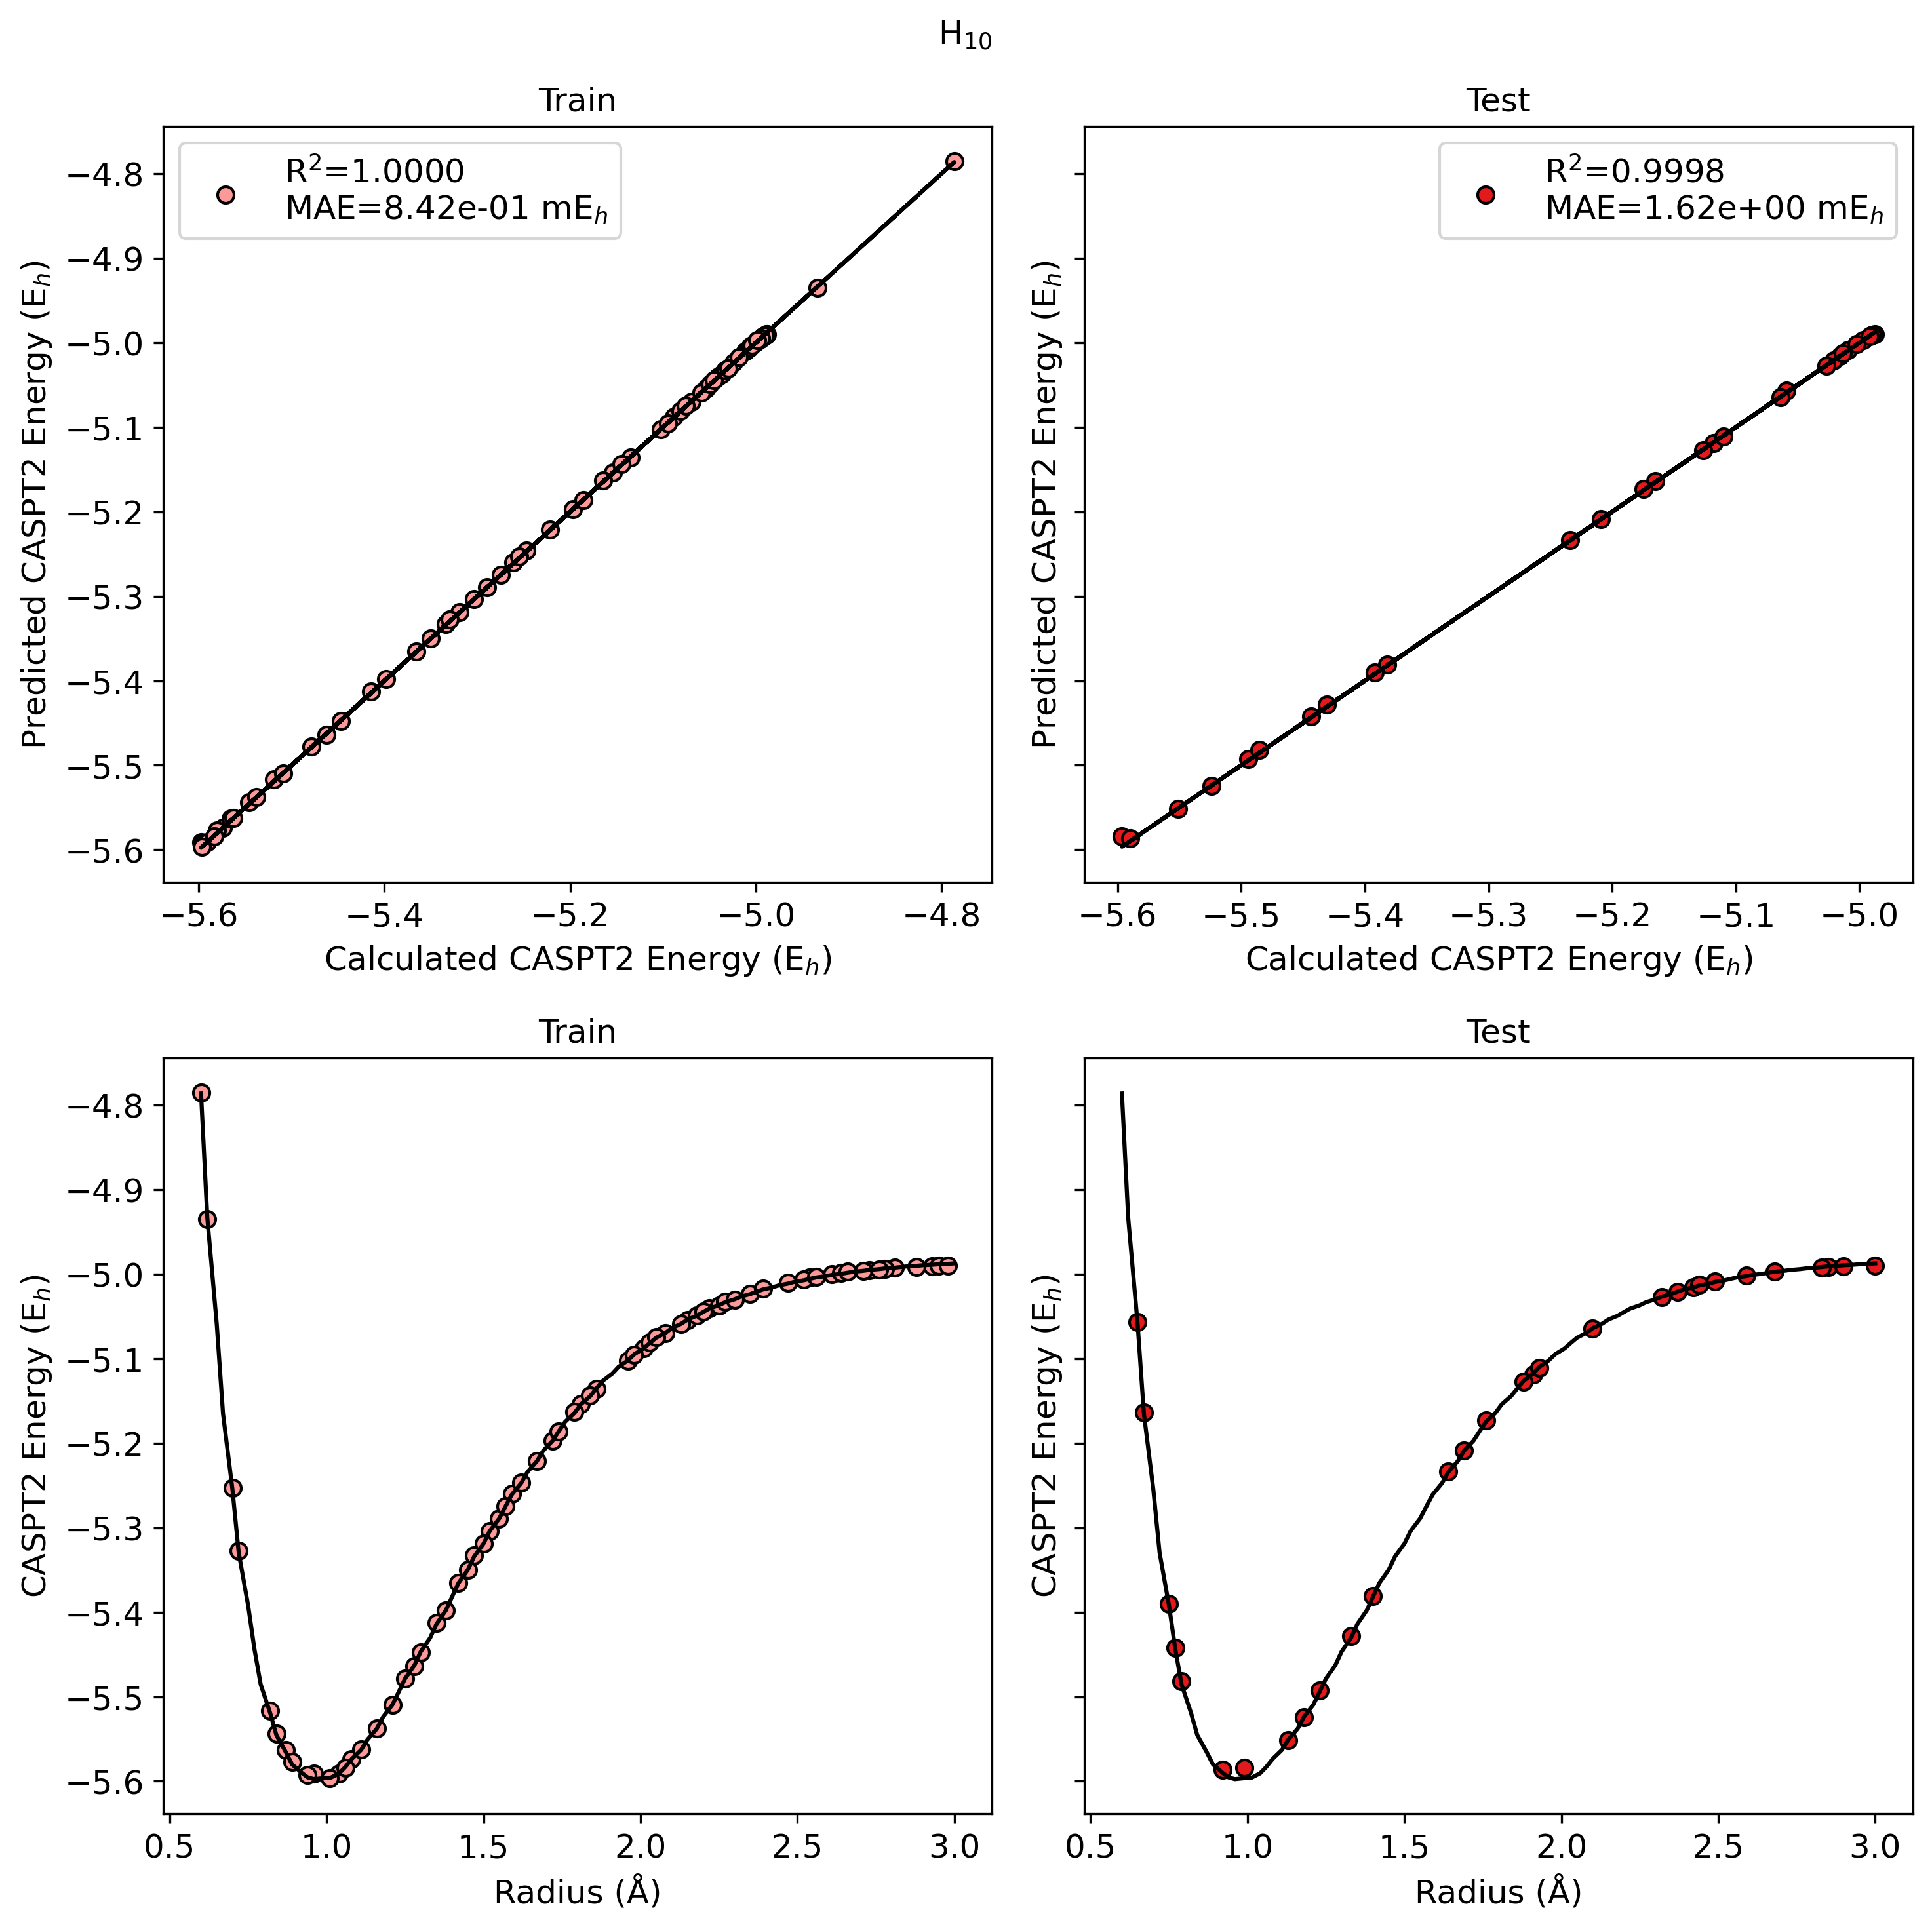 H₁₀
Train
Test
R²=1.0000
MAE=8.42e-01 mEₕ
R²=0.9998
MAE=1.62e+00 mEₕ
Predicted CASPT2 Energy (Eₕ)
−4.8
−4.9
−5.0
−5.1
−5.2
−5.3
−5.4
−5.5
−5.6
Predicted CASPT2 Energy (Eₕ)
−5.6 −5.4 −5.2 −5.0 −4.8
−5.6 −5.5 −5.4 −5.3 −5.2 −5.1 −5.0
Calculated CASPT2 Energy (Eₕ)
Calculated CASPT2 Energy (Eₕ)
Train
Test
CASPT2 Energy (Eₕ)
−4.8
−4.9
−5.0
−5.1
−5.2
−5.3
−5.4
−5.5
−5.6
CASPT2 Energy (Eₕ)
0.5 1.0 1.5 2.0 2.5 3.0
0.5 1.0 1.5 2.0 2.5 3.0
Radius (Å)
Radius (Å)